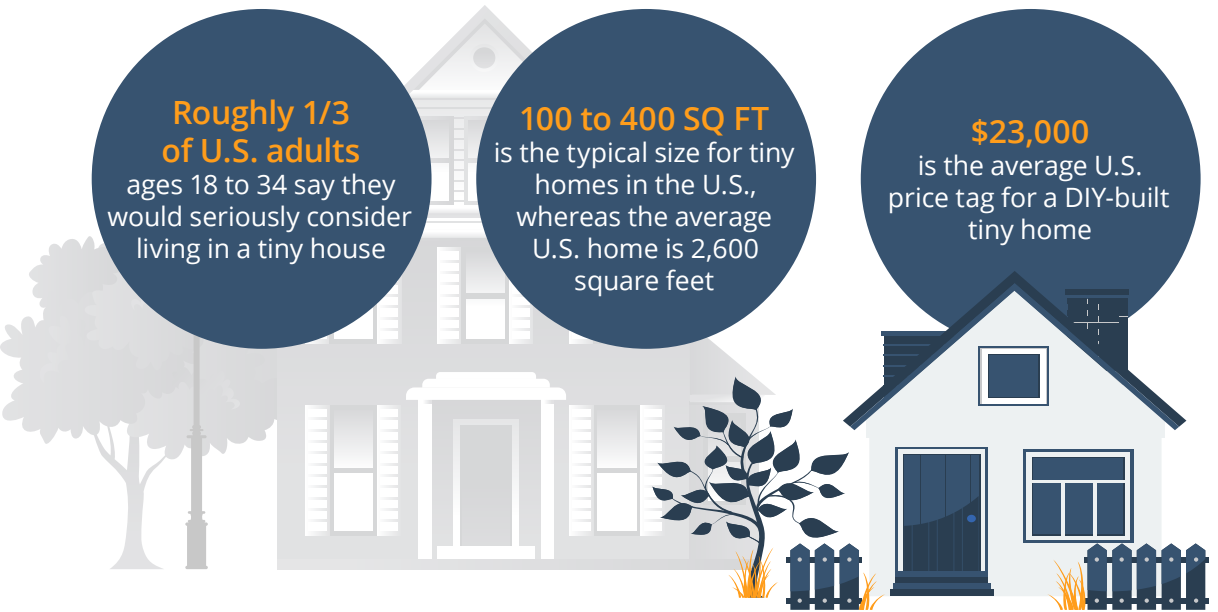 Roughly 1/3
of U.S. adults
ages 18 to 34 say they
would seriously consider
living in a tiny house
100 to 400 SQ FT
is the typical size for tiny
homes in the U.S.,
whereas the average
U.S. home is 2,600
square feet
$23,000
is the average U.S.
price tag for a DIY-built
tiny home